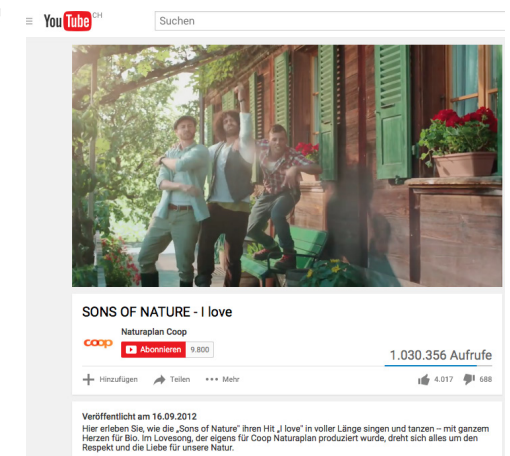 YouTube CH
Suchen
SONS OF NATURE - I love
Naturaplan Coop
coop
Abonnieren 9.800
1.030.356 Aufrufe
Hinzufügen Teilen Mehr
4.017 688
Veröffentlicht am 16.09.2012
Hier erleben Sie, wie die „Sons of Nature" ihren Hit „I love" in voller Länge singen und tanzen – mit ganzem
Herzen für Bio. Im Lovesong, der eigens für Coop Naturaplan produziert wurde, dreht sich alles um den
Respekt und die Liebe für unsere Natur.